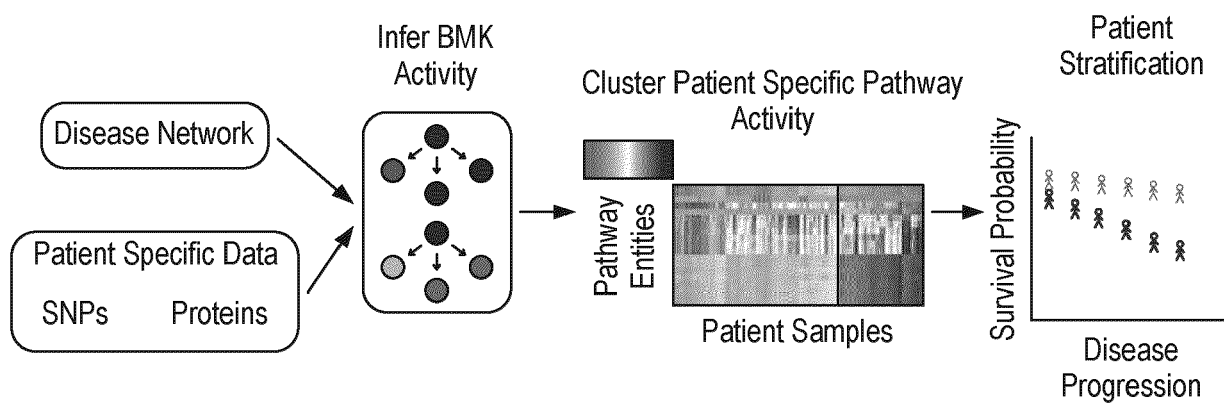 Disease Network
Patient Specific Data
SNPs Proteins
Infer BMK
Activity
Cluster Patient Specific Pathway
Activity
Pathway
Entities
Patient Samples
Patient
Stratification
Survival Probability
Disease
Progression